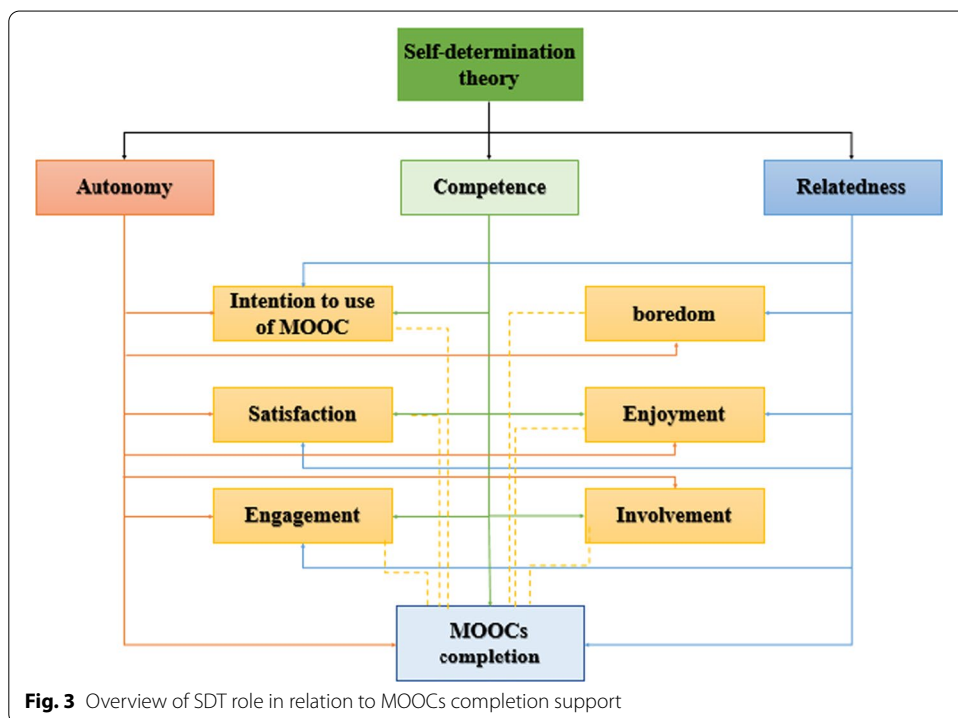 Self-determination
theory
Autonomy
Competence
Relatedness
Intention to use
of MOOC
boredom
Satisfaction
Enjoyment
Engagement
Involvement
MOOCs
completion
Fig. 3 Overview of SDT role in relation to MOOCs completion support